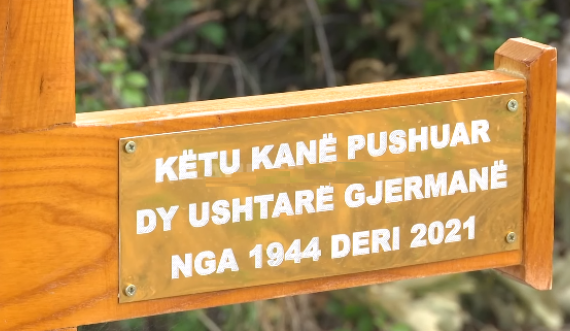 KËTU KANË PUSHUAR
DY USHTARË GJERMANË
NGA 1944 DERI 2021